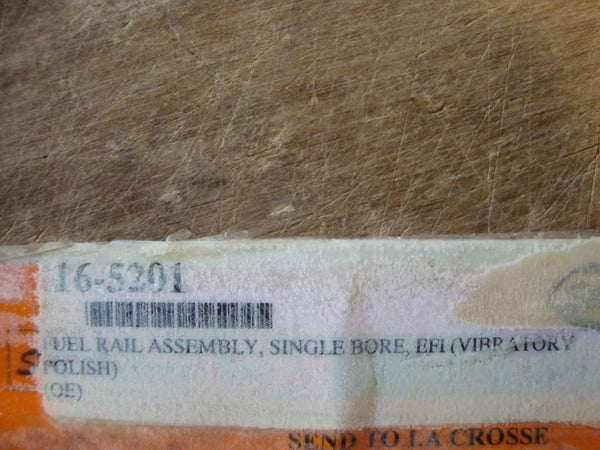 16-5201
FUEL RAIL ASSEMBLY, SINGLE BORE, EFI (VIBRATORY
POLISH)
(OE)
S
SEND TO LA CROSSE